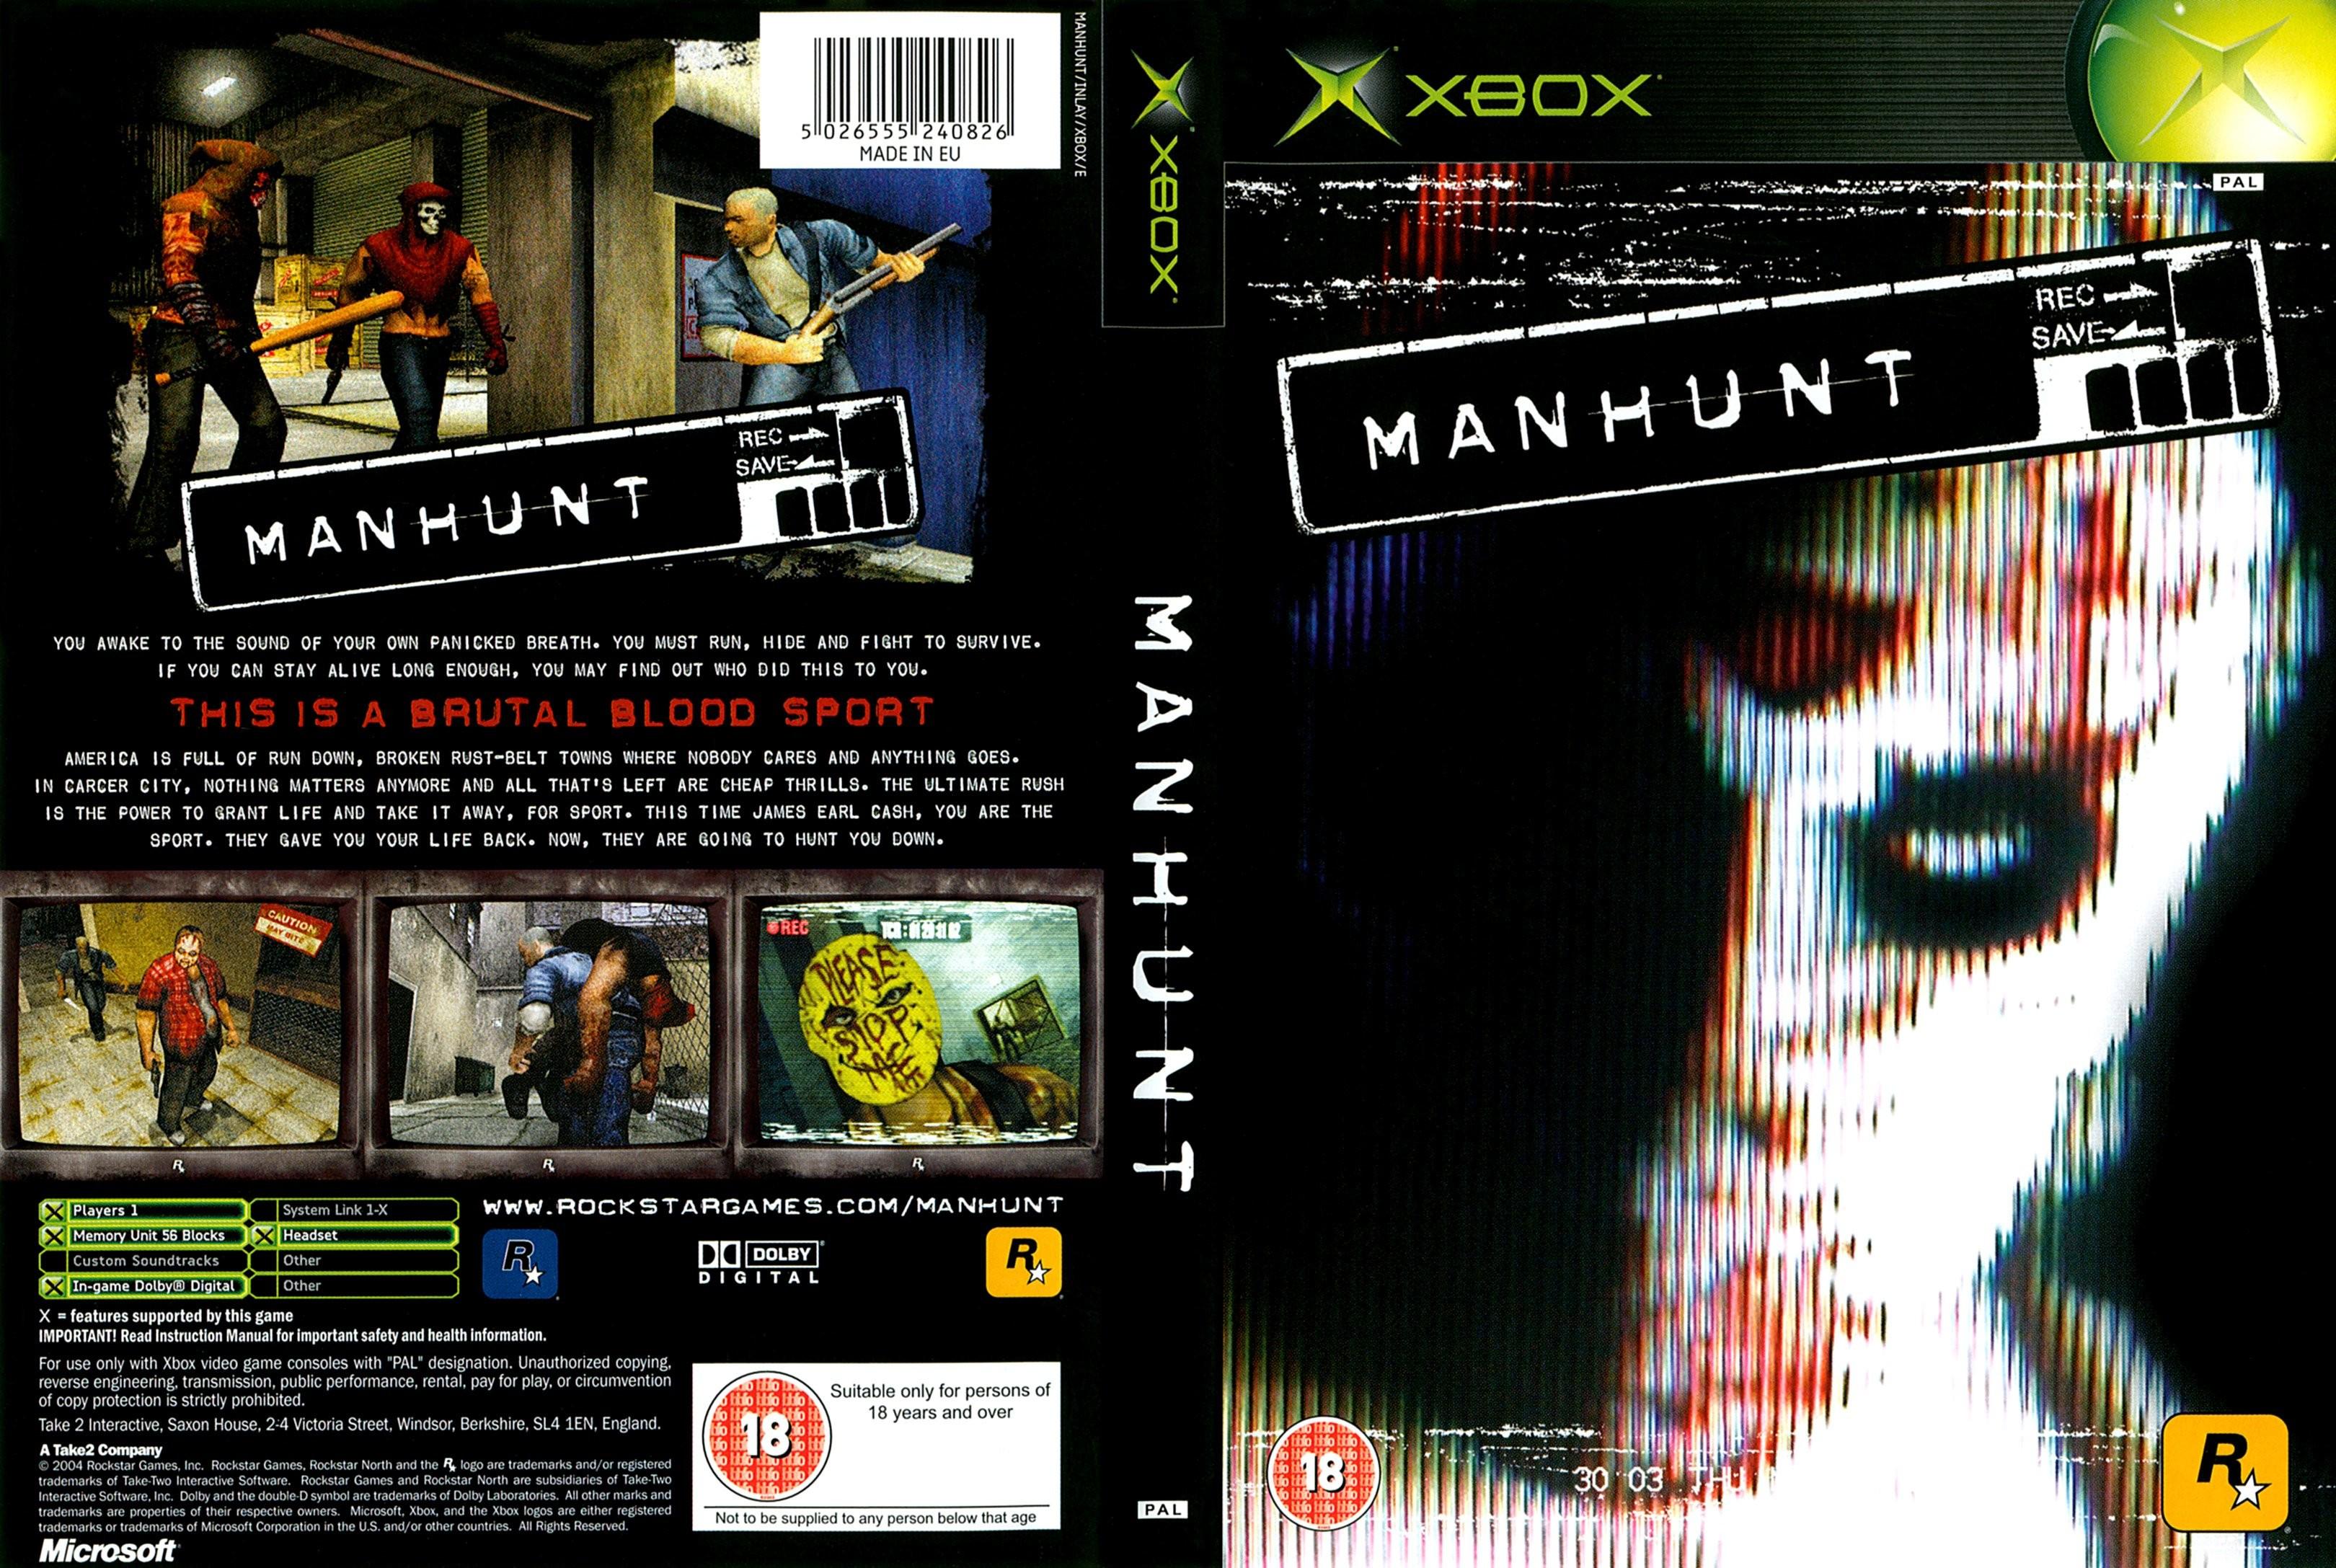 5 026555 240826
MADE IN EU
MANHUNT/INLAY/XBOX/E
REC
SAVE
MANHUNT
YOU AWAKE TO THE SOUND OF YOUR OWN PANICKED BREATH. YOU MUST RUN, HIDE AND FIGHT TO SURVIVE.
IF YOU CAN STAY ALIVE LONG ENOUGH, YOU MAY FIND OUT WHO DID THIS TO YOU.
THIS IS A BRUTAL BLOOD SPORT
AMERICA IS FULL OF RUN DOWN, BROKEN RUST-BELT TOWNS WHERE NOBODY CARES AND ANYTHING GOES.
IN CARCER CITY, NOTHING MATTERS ANYMORE AND ALL THAT'S LEFT ARE CHEAP THRILLS. THE ULTIMATE RUSH
IS THE POWER TO GRANT LIFE AND TAKE IT AWAY, FOR SPORT. THIS TIME JAMES EARL CASH, YOU ARE THE
SPORT. THEY GAVE YOU YOUR LIFE BACK. NOW, THEY ARE GOING TO HUNT YOU DOWN.
CAUTION
REC
PLEASE
STOP
ME
R
R
R
Players 1
System Link 1-X
Memory Unit 56 Blocks
Headset
Custom Soundtracks
Other
In-game Dolby® Digital
Other
WWW.ROCKSTARGAMES.COM/MANHUNT
R
DOLBY
DIGITAL
R
X = features supported by this game
IMPORTANT! Read Instruction Manual for important safety and health information.
For use only with Xbox video game consoles with "PAL" designation. Unauthorized copying,
reverse engineering, transmission, public performance, rental, pay for play, or circumvention
of copy protection is strictly prohibited.
Take 2 Interactive, Saxon House, 2-4 Victoria Street, Windsor, Berkshire, SL4 1EN, England.
A Take2 Company
© 2004 Rockstar Games, Inc. Rockstar Games, Rockstar North and the R logo are trademarks and/or registered
trademarks of Take-Two Interactive Software. Rockstar Games and Rockstar North are subsidiaries of Take-Two
Interactive Software, Inc. Dolby and the double-D symbol are trademarks of Dolby Laboratories. All other marks and
trademarks are properties of their respective owners. Microsoft, Xbox, and the Xbox logos are either registered
trademarks or trademarks of Microsoft Corporation in the U.S. and/or other countries. All Rights Reserved.
Microsoft
18
Suitable only for persons of
18 years and over
Not to be supplied to any person below that age
XBOX
MANHUNT
PAL
XBOX
PAL
REC
SAVE
MANHUNT
18
30 03 THU
R